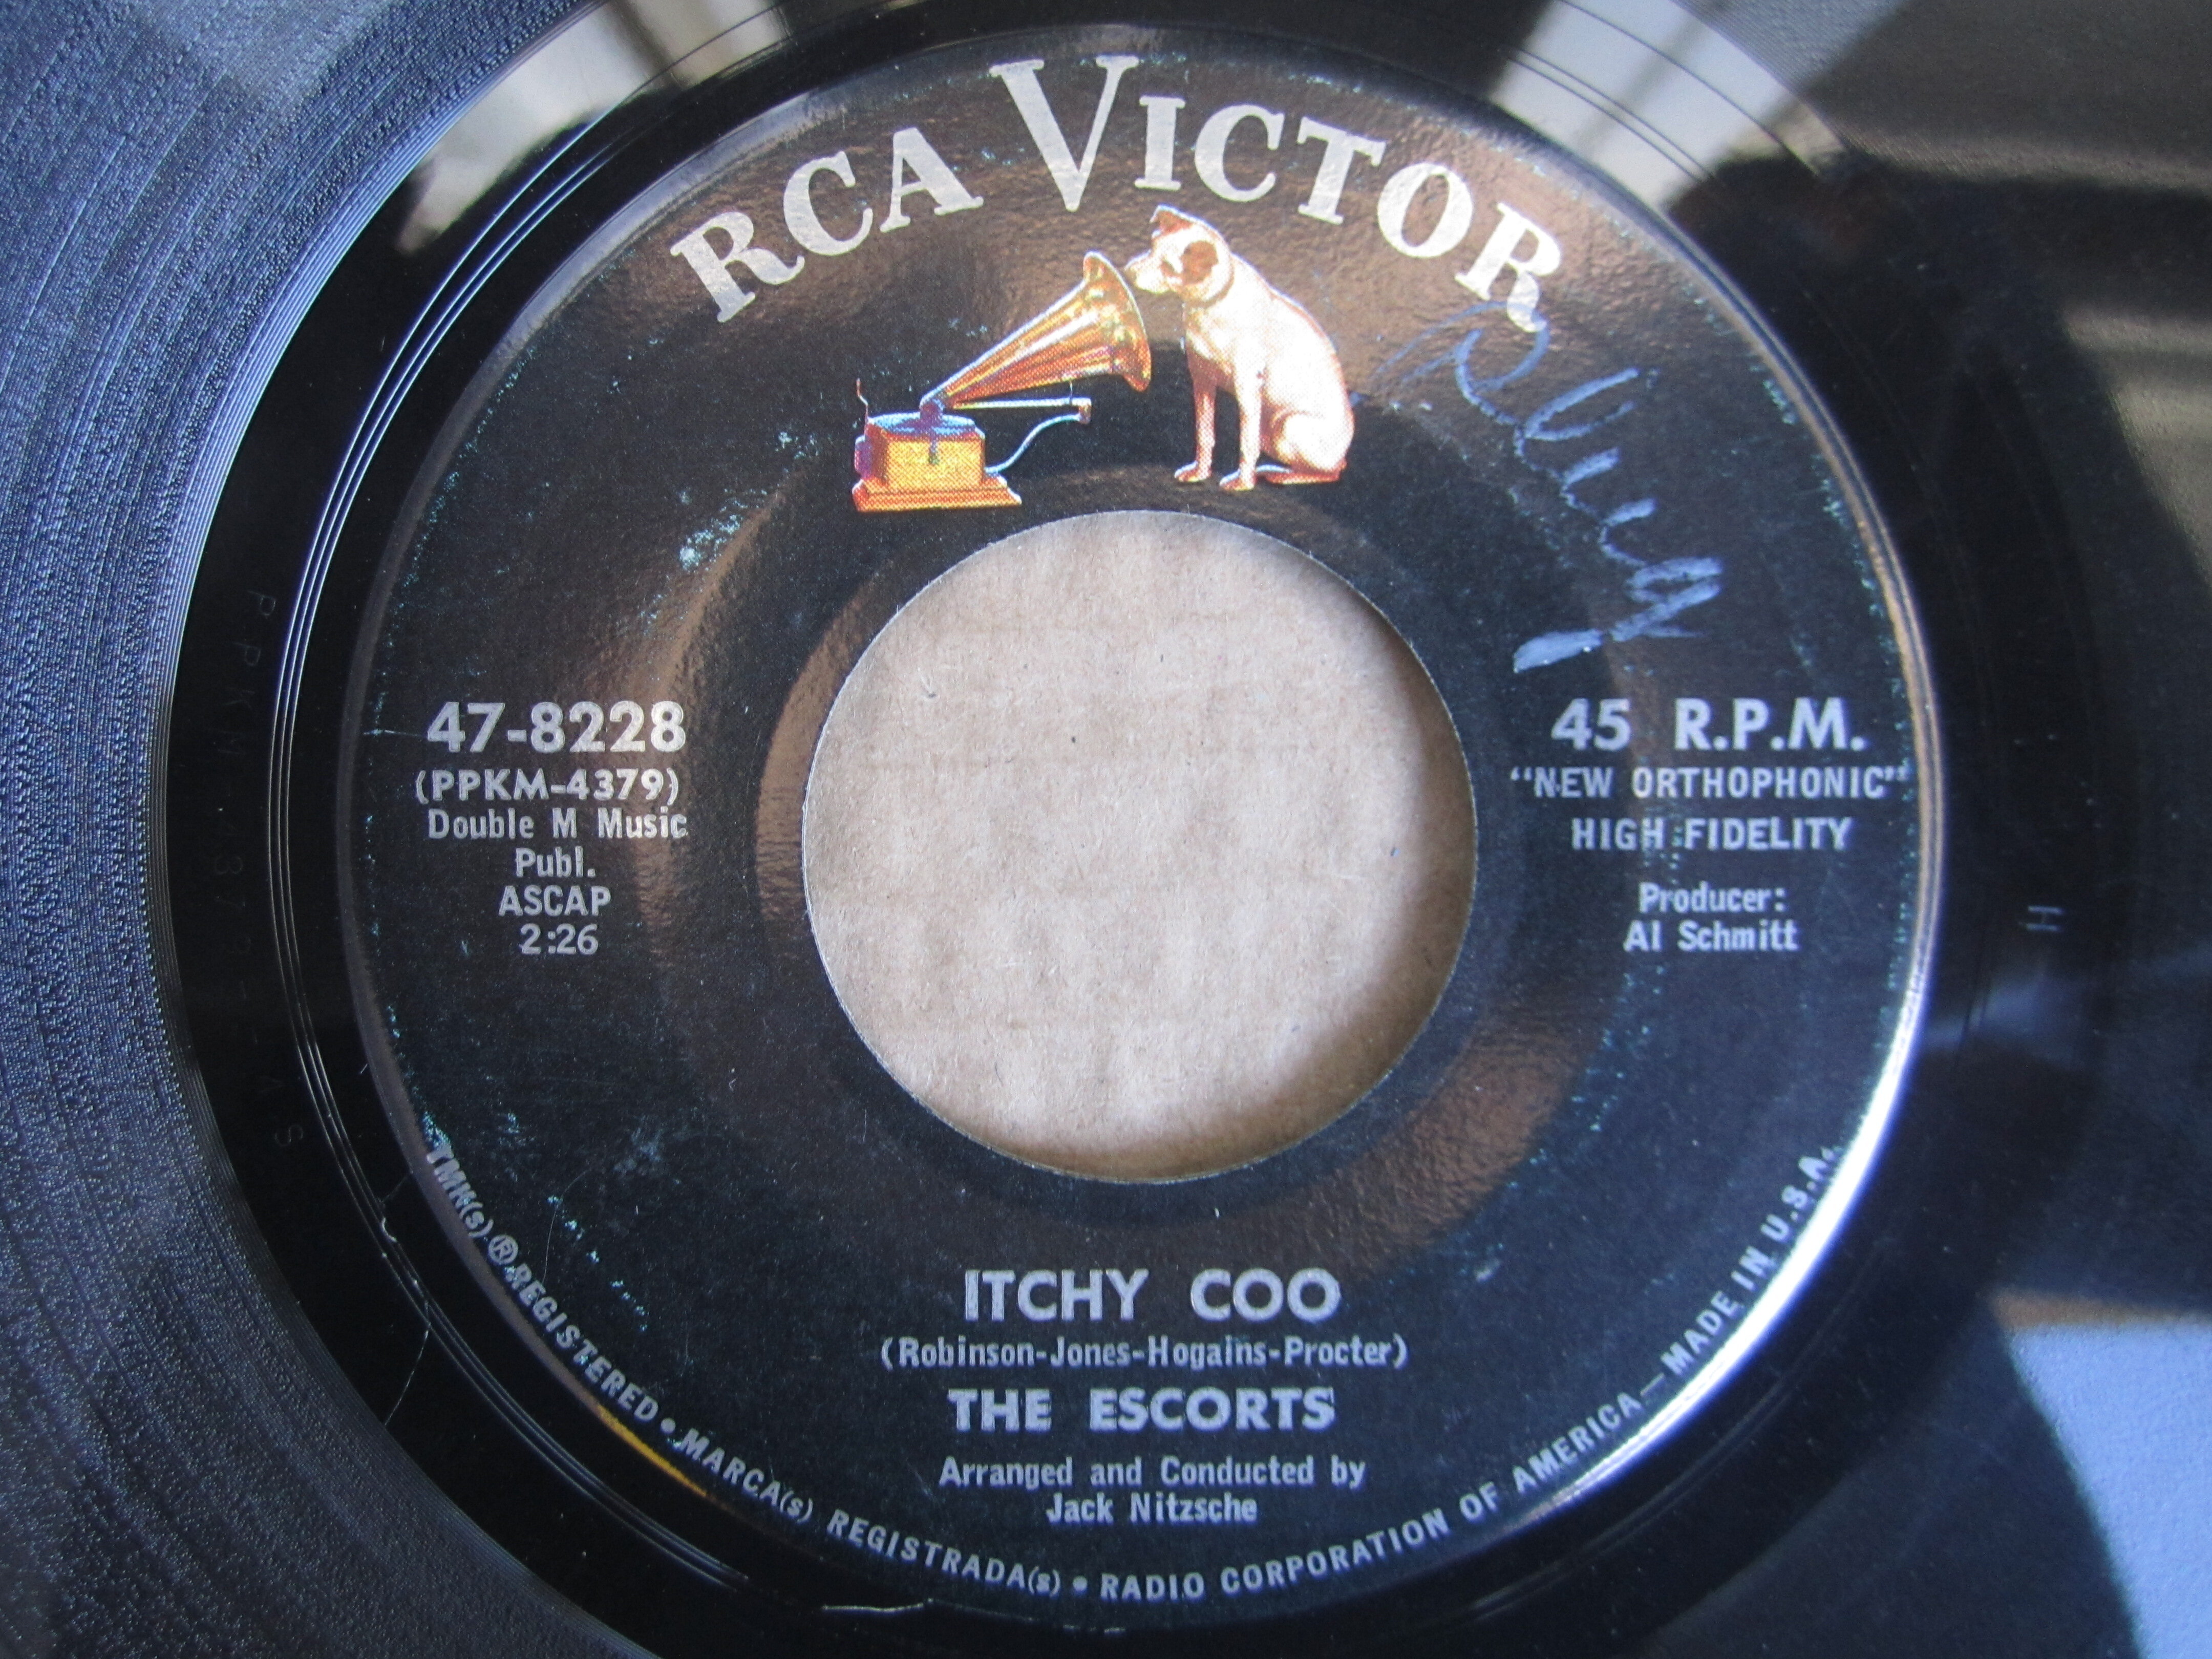 RCA VICTOR
47-8228
(PPKM-4379)
Double M Music
Publ.
ASCAP
2:26
45 R.P.M.
"NEW ORTHOPHONIC"
HIGH FIDELITY
Producer:
Al Schmitt
ITCHY COO
(Robinson-Jones-Hogains-Procter)
THE ESCORTS
Arranged and Conducted by
Jack Nitzsche
TMK(s) ® REGISTERED • MARCA(s) REGISTRADA(s) • RADIO CORPORATION OF AMERICA—MADE IN U.S.A.
H